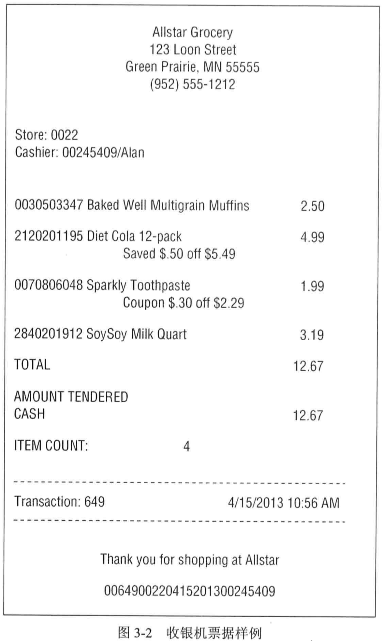 Allstar Grocery
123 Loon Street
Green Prairie, MN 55555
(952) 555-1212
Store: 0022
Cashier: 00245409/Alan
0030503347 Baked Well Multigrain Muffins 2.50
2120201195 Diet Cola 12-pack 4.99
Saved $.50 off $5.49
0070806048 Sparkly Toothpaste 1.99
Coupon $.30 off $2.29
2840201912 SoySoy Milk Quart 3.19
TOTAL 12.67
AMOUNT TENDERED
CASH 12.67
ITEM COUNT: 4
Transaction: 649 4/15/2013 10:56 AM
Thank you for shopping at Allstar
00649002204152013​00245409
图 3-2 收银机票据样例